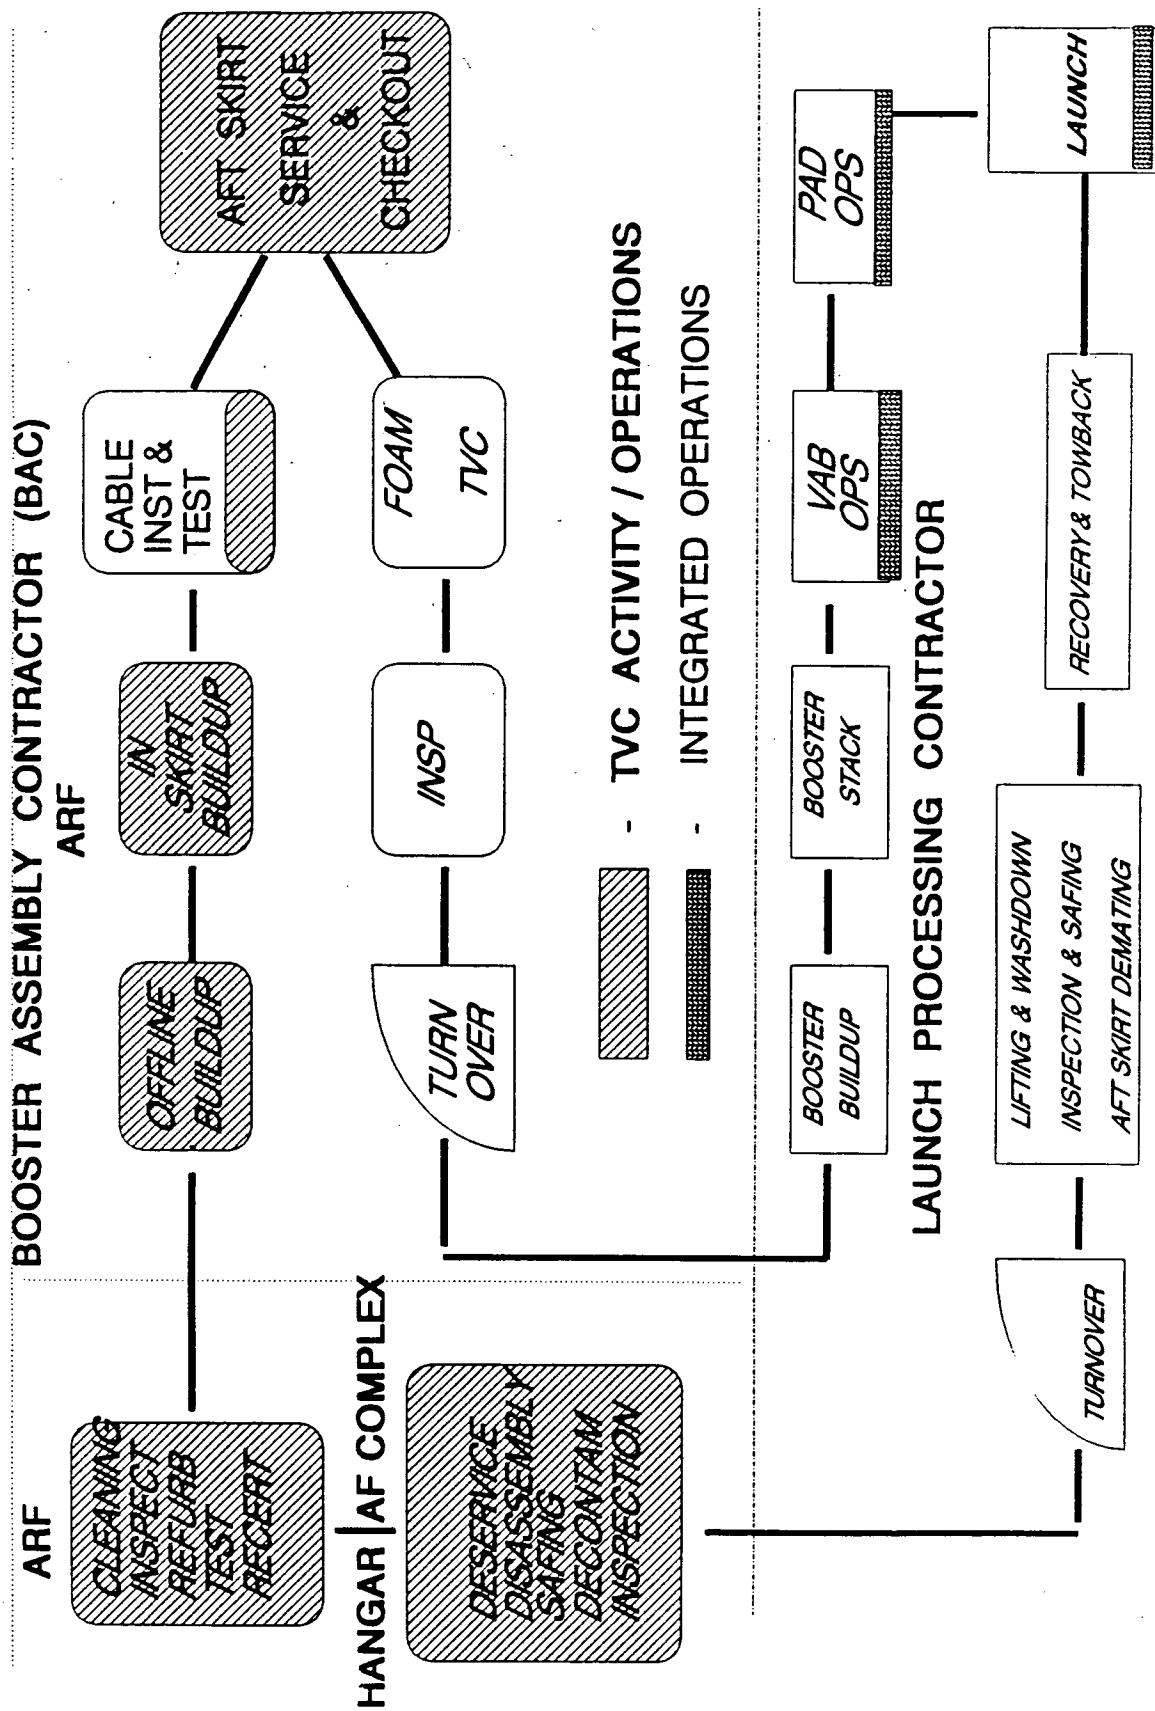 BOOSTER ASSEMBLY CONTRACTOR (BAC)
ARF
ARF
CLEANING
INSPECT
REFURB
TEST
RECERT
OFFLINE
BUILDUP
IN
SKIRT
BUILDUP
CABLE
INST &
TEST
AFT SKIRT
SERVICE
&
CHECKOUT
HANGAR AF COMPLEX
TURN
OVER
INSP
FOAM
TVC
DESERVICE
DISASSEMBLY
SAFING
DECONTAM
INSPECTION
- TVC ACTIVITY / OPERATIONS
- INTEGRATED OPERATIONS
BOOSTER
BUILDUP
BOOSTER
STACK
VAB
OPS
PAD
OPS
LAUNCH PROCESSING CONTRACTOR
TURNOVER
LIFTING & WASHDOWN
INSPECTION & SAFING
AFT SKIRT DEMATING
RECOVERY & TOWBACK
LAUNCH